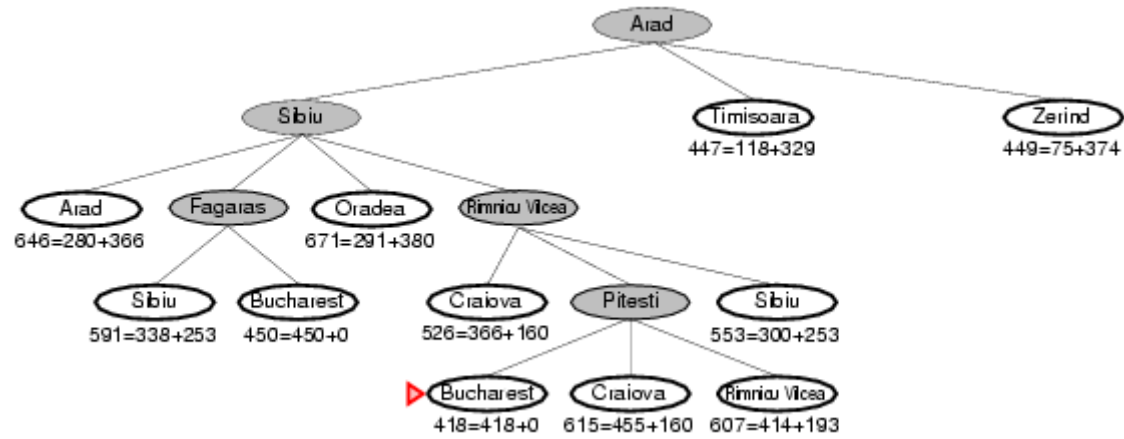 Arad
Sibiu
Timisoara
Zerind
447=118+329
449=75+374
Arad
Fagaras
Oradea
Rimnicu Vilcea
646=280+366
671=291+380
Sibiu
Bucharest
Craiova
Pitesti
Sibiu
591=338+253
450=450+0
526=366+160
553=300+253
Bucharest
Craiova
Rimnicu Vilcea
418=418+0
615=455+160
607=414+193